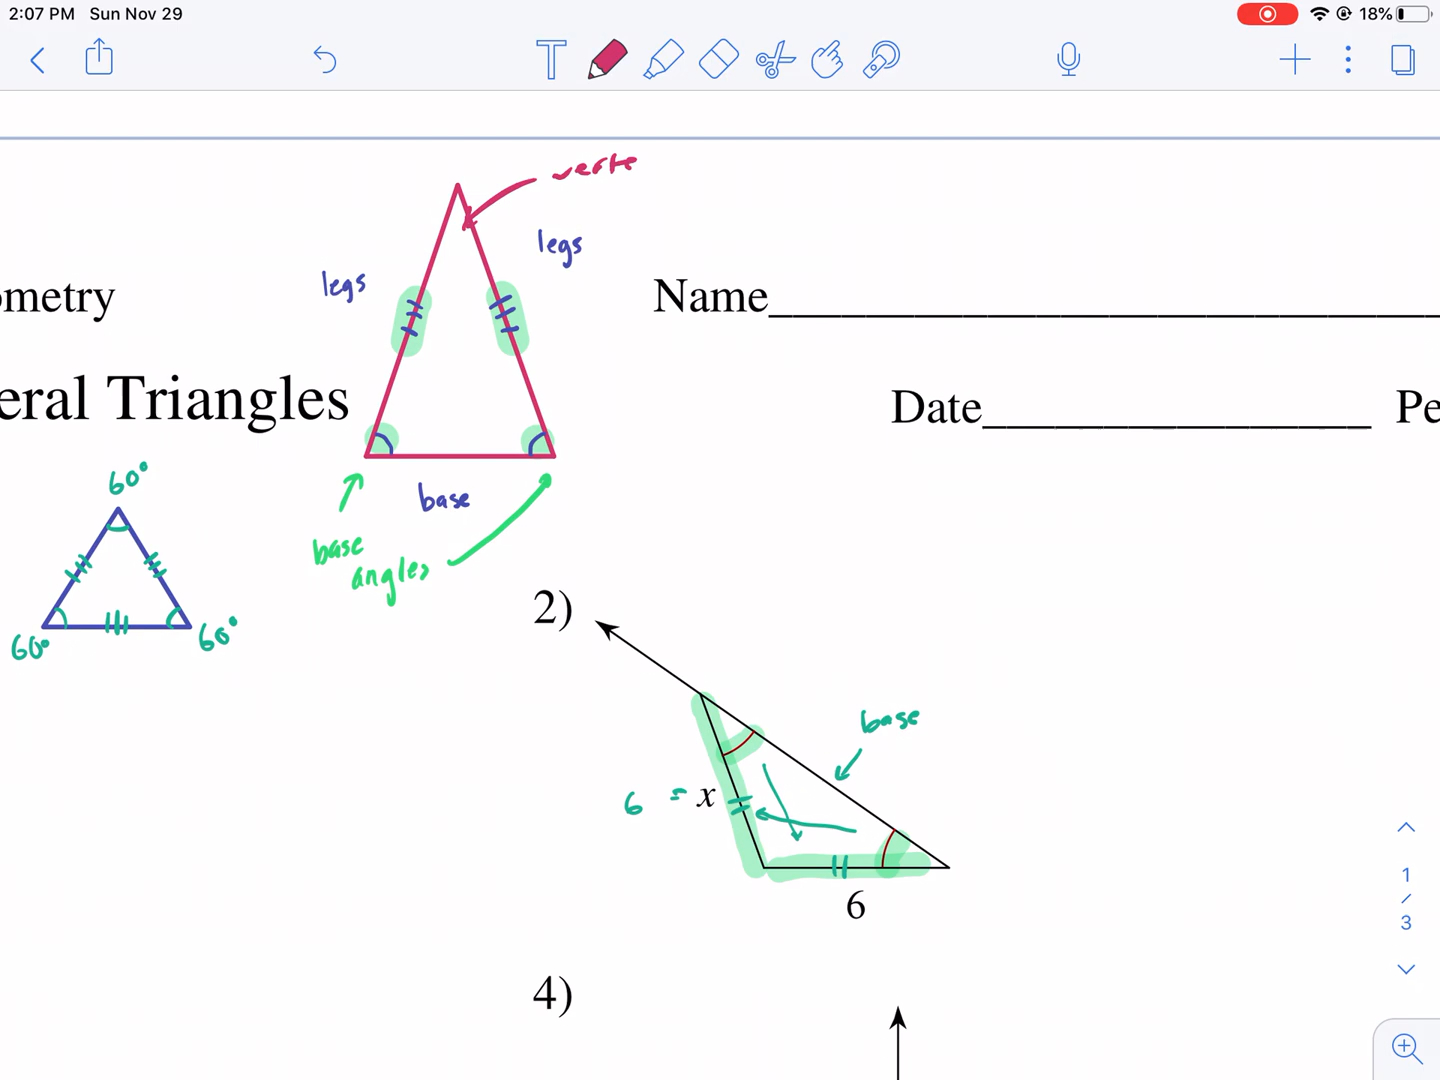 2:07 PM Sun Nov 29
18%
verte
legs
legs
ometry
Name
eral Triangles
Date
Pe
60°
base
base
angles
60°
60°
2)
base
6 = x
6
1
/
3
4)